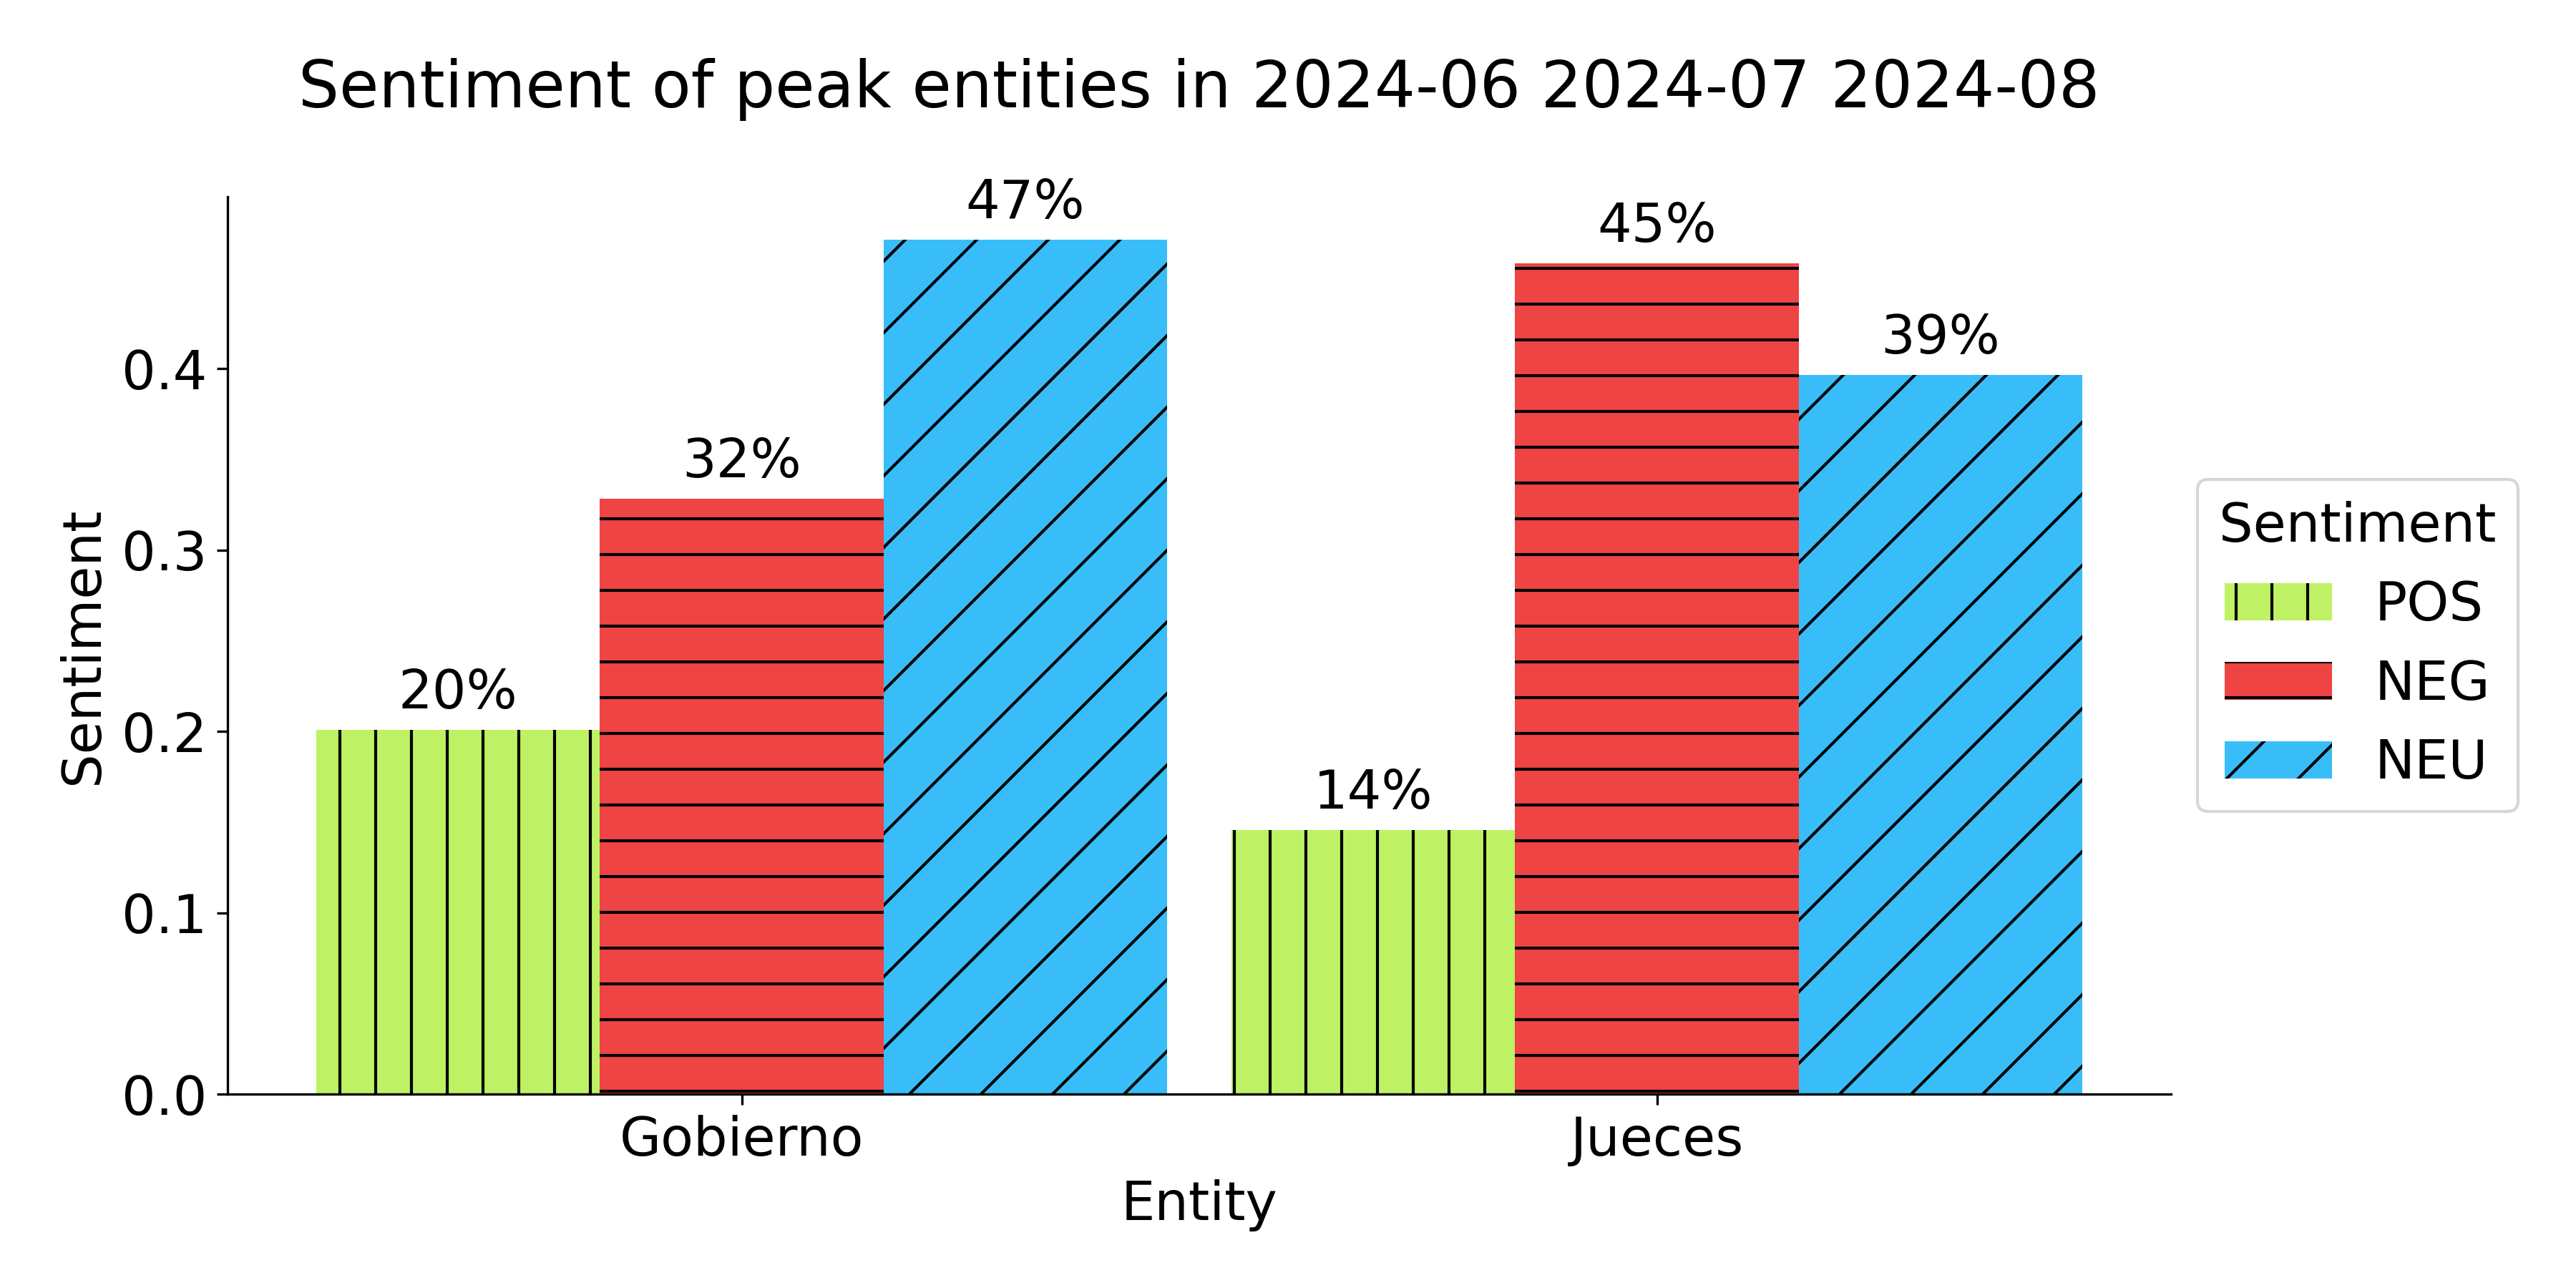 Sentiment of peak entities in 2024-06 2024-07 2024-08
47%
45%
39%
32%
20%
14%
0.4
0.3
0.2
0.1
0.0
Sentiment
Gobierno
Jueces
Entity
Sentiment
POS
NEG
NEU